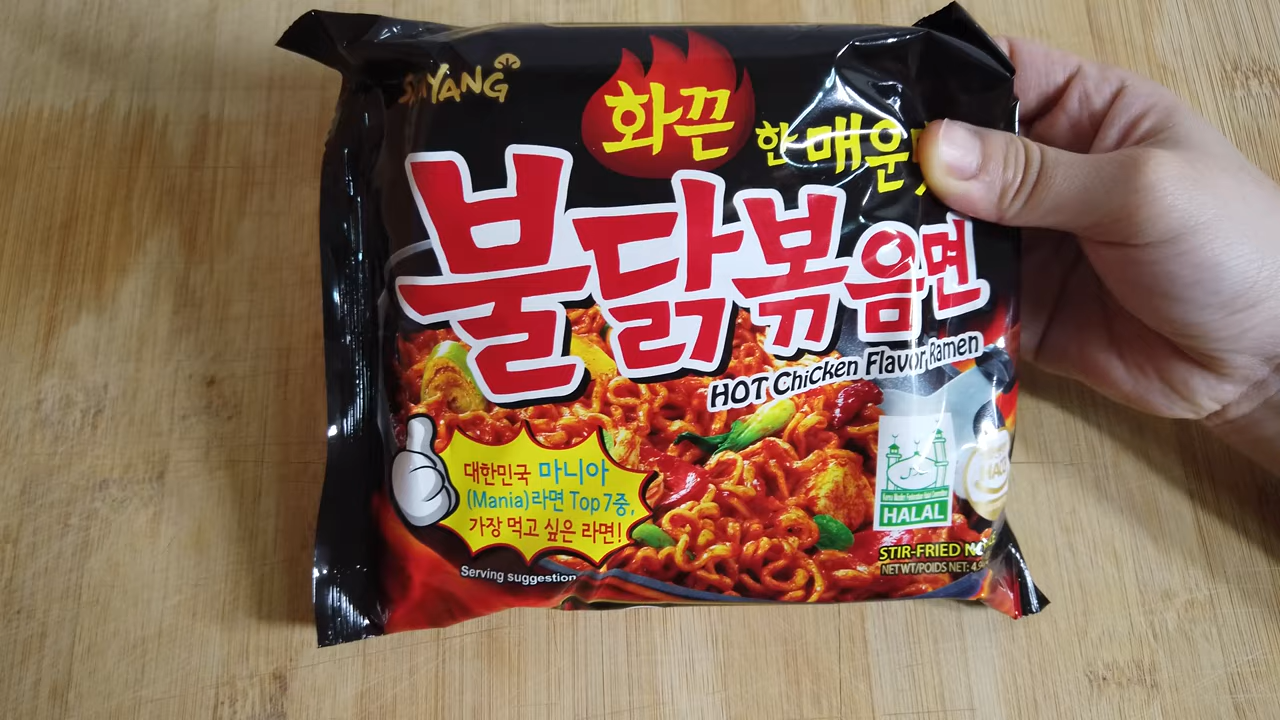 SAMYANG
화끈
한 매운맛
불닭볶음면
HOT Chicken Flavor Ramen
대한민국 마니아
(Mania)라면 Top 7중,
가장 먹고 싶은 라면!
HALAL
STIR-FRIED
NET WT/POIDS NET:
Serving suggestion